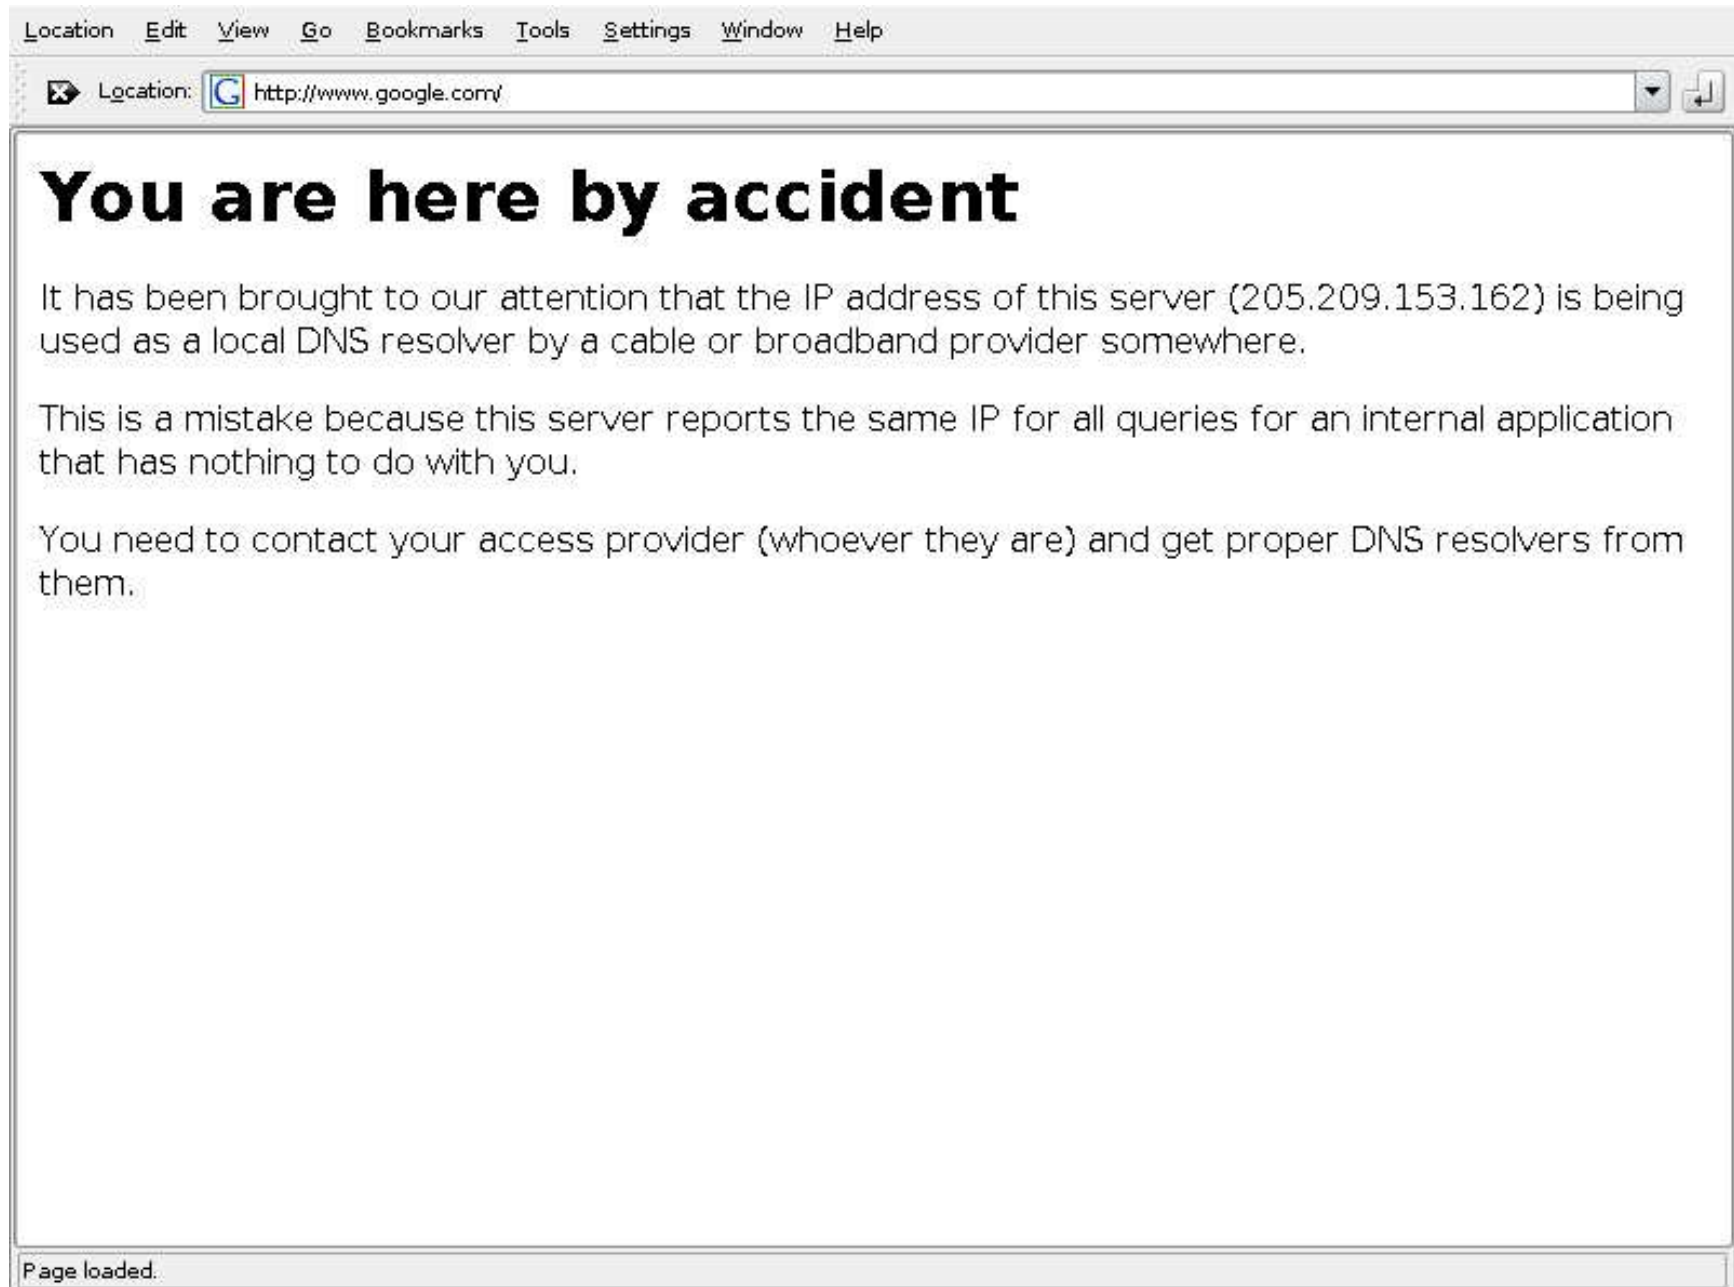 Location Edit View Go Bookmarks Tools Settings Window Help
Location: G http://www.google.com/
You are here by accident
It has been brought to our attention that the IP address of this server (205.209.153.162) is being
used as a local DNS resolver by a cable or broadband provider somewhere.
This is a mistake because this server reports the same IP for all queries for an internal application
that has nothing to do with you.
You need to contact your access provider (whoever they are) and get proper DNS resolvers from
them.
Page loaded.